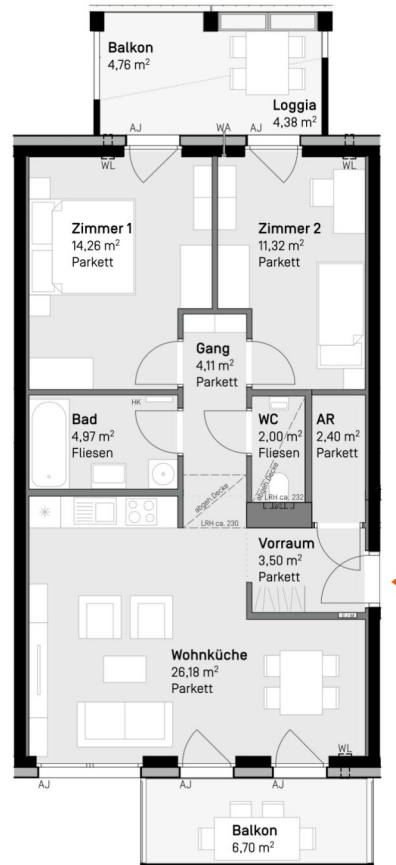 Balkon
4,76 m²
Loggia
4,38 m²
AJ
WA
AJ
WL
WL
Zimmer 1
14,26 m²
Parkett
Zimmer 2
11,32 m²
Parkett
Gang
4,11 m²
Parkett
HK
Bad
4,97 m²
Fliesen
WC
2,00 m²
Fliesen
AR
2,40 m²
Parkett
abgeh Decke
abgeh Decke
LRH ca. 232
LRH ca. 230
Vorraum
3,50 m²
Parkett
Wohnküche
26,18 m²
Parkett
WL
AJ
AJ
AJ
Balkon
6,70 m²